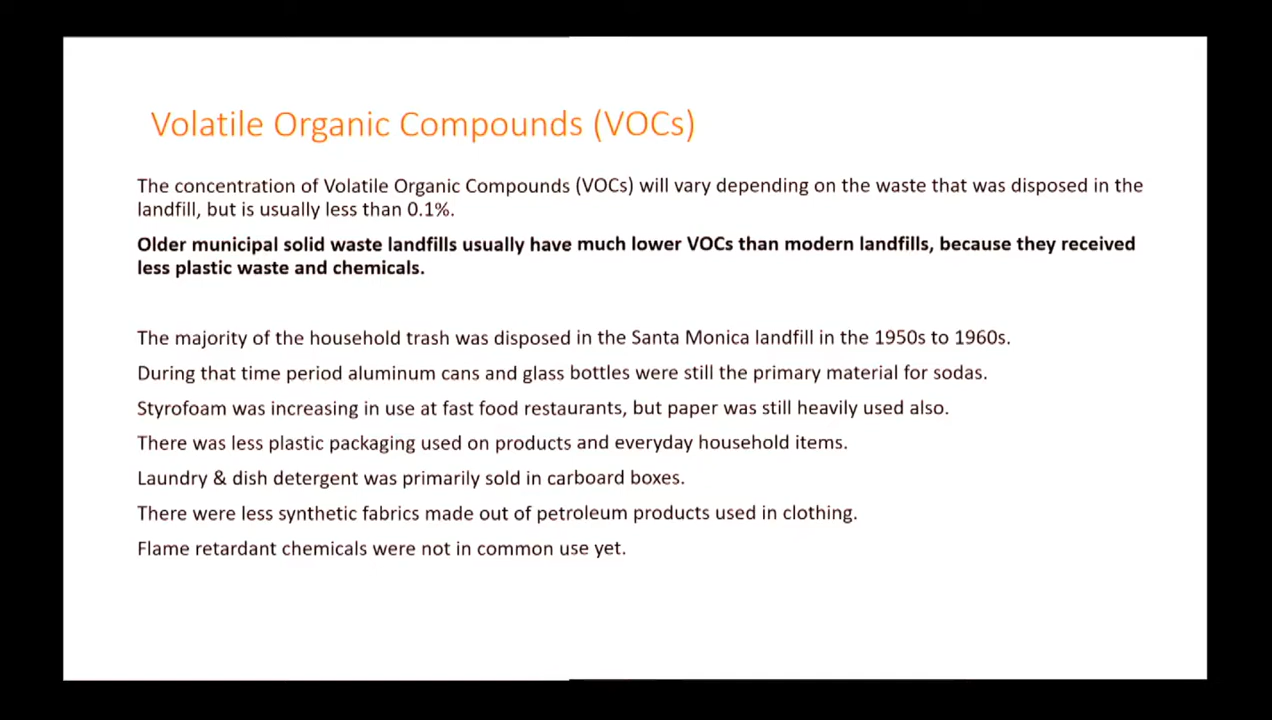 Volatile Organic Compounds (VOCs)
The concentration of Volatile Organic Compounds (VOCs) will vary depending on the waste that was disposed in the
landfill, but is usually less than 0.1%.
Older municipal solid waste landfills usually have much lower VOCs than modern landfills, because they received
less plastic waste and chemicals.
The majority of the household trash was disposed in the Santa Monica landfill in the 1950s to 1960s.
During that time period aluminum cans and glass bottles were still the primary material for sodas.
Styrofoam was increasing in use at fast food restaurants, but paper was still heavily used also.
There was less plastic packaging used on products and everyday household items.
Laundry & dish detergent was primarily sold in carboard boxes.
There were less synthetic fabrics made out of petroleum products used in clothing.
Flame retardant chemicals were not in common use yet.